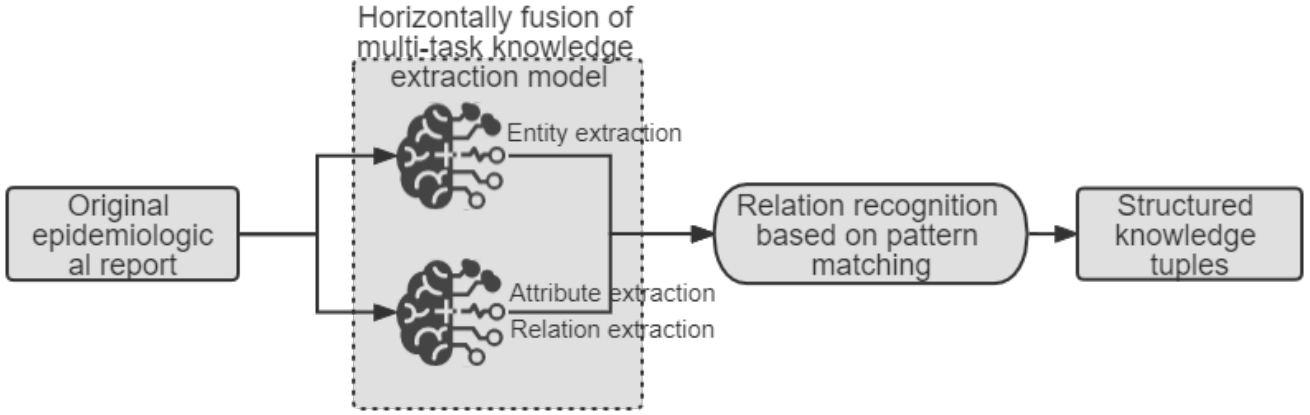 Horizontally fusion of
multi-task knowledge
extraction model
Entity extraction
Original
epidemiologic
al report
Relation recognition
based on pattern
matching
Structured
knowledge
tuples
Attribute extraction
Relation extraction